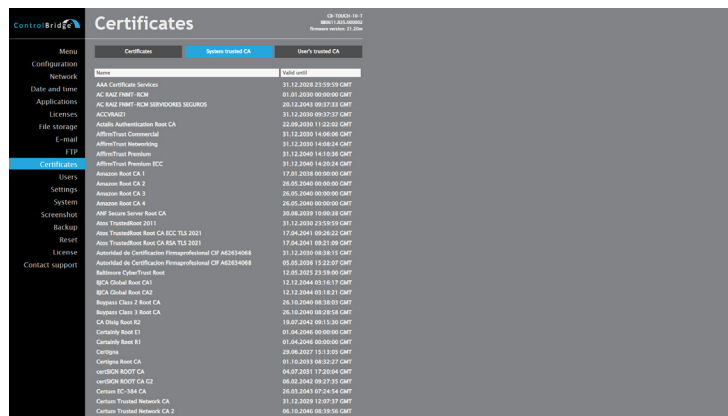 ControlBridge
Certificates
CB-TOUCH-10-T
Firmware version: 21.20m
Menu
Configuration
Network
Date and time
Applications
Licenses
File storage
E-mail
FTP
Certificates
Users
Settings
System
Screenshot
Backup
Reset
License
Contact support
Certificates System trusted CA User's trusted CA
Name Valid until
AAA Certificate Services 31.12.2028 23:59:59 GMT
AC RAIZ FNMT-RCM 01.01.2030 00:00:00 GMT
AC RAIZ FNMT-RCM SERVIDORES SEGUROS 20.12.2043 09:37:33 GMT
ACCVRAIZ1 31.12.2030 09:37:37 GMT
Actalis Authentication Root CA 22.09.2030 11:22:02 GMT
AffirmTrust Commercial 31.12.2030 14:06:06 GMT
AffirmTrust Networking 31.12.2030 14:08:24 GMT
AffirmTrust Premium 31.12.2040 14:10:36 GMT
AffirmTrust Premium ECC 31.12.2040 14:20:24 GMT
Amazon Root CA 1 17.01.2038 00:00:00 GMT
Amazon Root CA 2 26.05.2040 00:00:00 GMT
Amazon Root CA 3 26.05.2040 00:00:00 GMT
Amazon Root CA 4 26.05.2040 00:00:00 GMT
ANF Secure Server Root CA 30.08.2039 10:00:38 GMT
Atos TrustedRoot 2011 31.12.2030 23:59:59 GMT
Atos TrustedRoot Root CA ECC TLS 2021 17.04.2041 09:26:22 GMT
Atos TrustedRoot Root CA RSA TLS 2021 17.04.2041 09:21:09 GMT
Autoridad de Certificacion Firmaprofesional CIF A62634068 31.12.2030 08:38:15 GMT
Autoridad de Certificacion Firmaprofesional CIF A62634068 05.05.2036 15:22:07 GMT
Baltimore CyberTrust Root 12.05.2025 23:59:00 GMT
BJCA Global Root CA1 12.12.2044 03:16:17 GMT
BJCA Global Root CA2 12.12.2044 03:18:21 GMT
Buypass Class 2 Root CA 26.10.2040 08:38:03 GMT
Buypass Class 3 Root CA 26.10.2040 08:28:58 GMT
CA Disig Root R2 19.07.2042 09:15:30 GMT
Certainly Root E1 01.04.2046 00:00:00 GMT
Certainly Root R1 01.04.2046 00:00:00 GMT
Certigna 29.06.2027 15:13:05 GMT
Certigna Root CA 01.10.2033 08:32:27 GMT
certSIGN ROOT CA 04.07.2031 17:20:04 GMT
certSIGN ROOT CA G2 06.02.2042 09:27:35 GMT
Certum EC-384 CA 26.03.2043 07:24:54 GMT
Certum Trusted Network CA 31.12.2029 12:07:37 GMT
Certum Trusted Network CA 2 06.10.2046 08:39:56 GMT